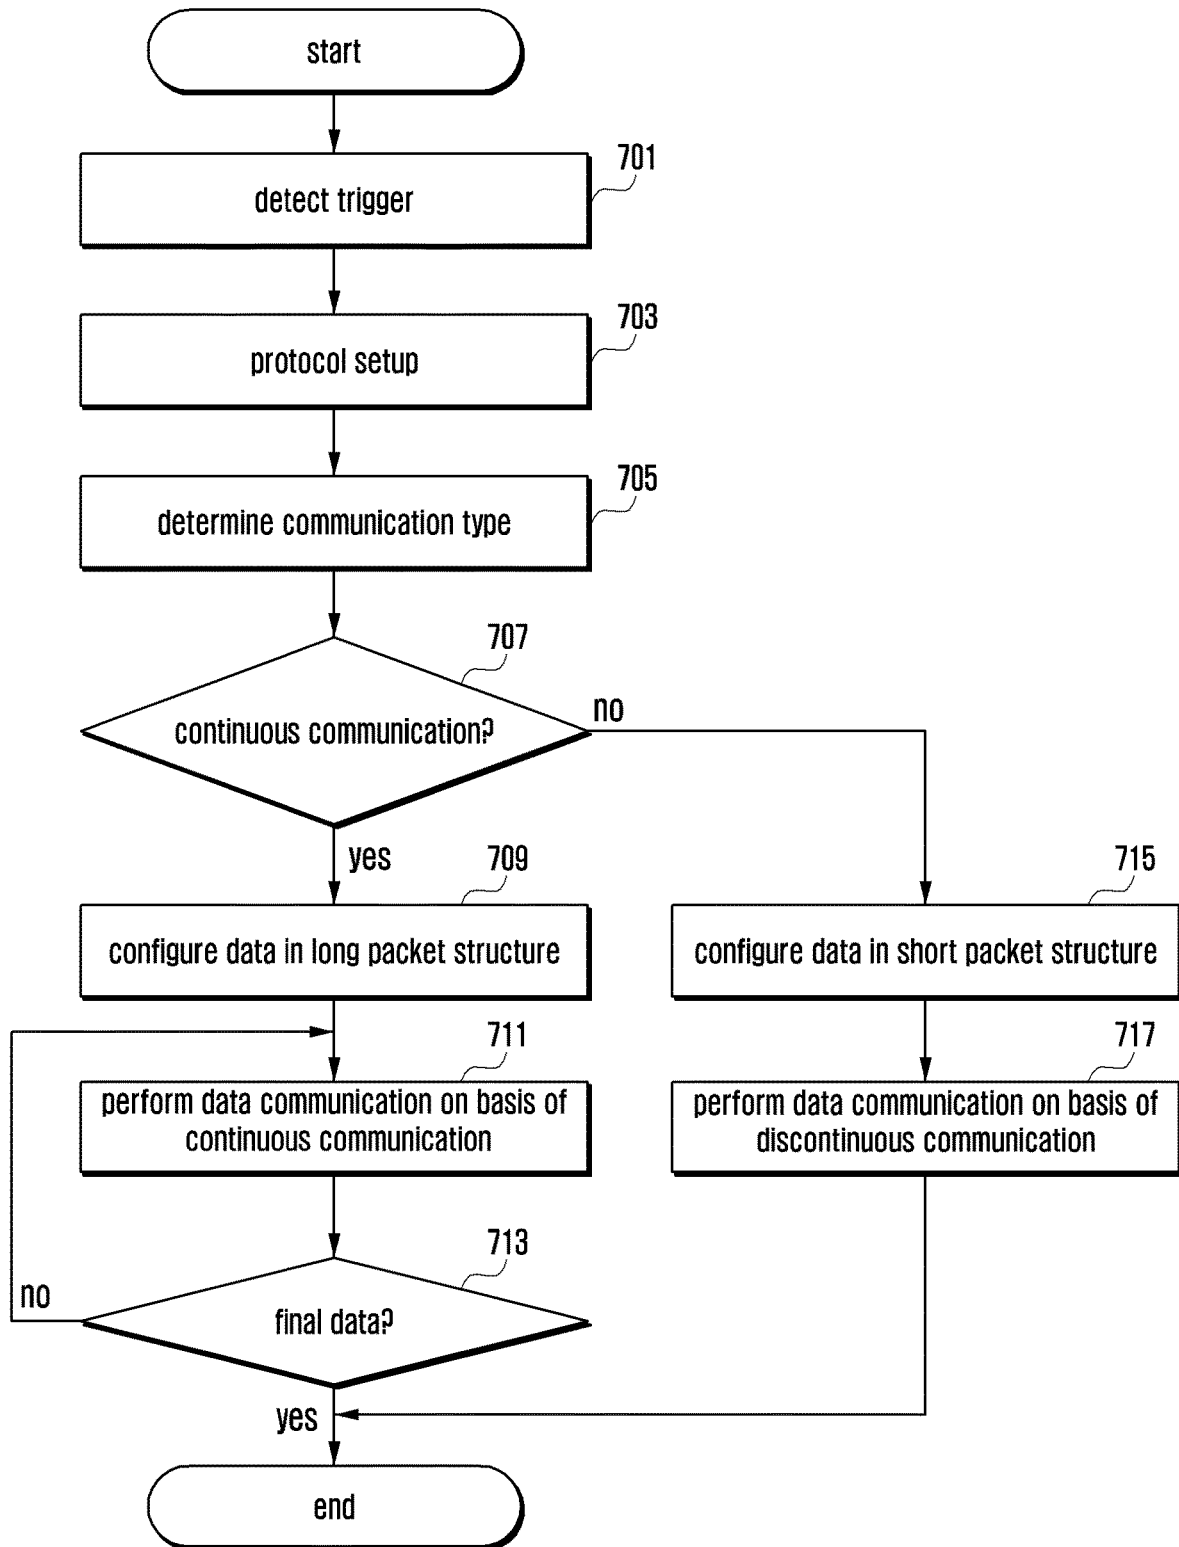 start
701
detect trigger
703
protocol setup
705
determine communication type
707
continuous communication?
no
yes
709
configure data in long packet structure
715
configure data in short packet structure
711
perform data communication on basis of
continuous communication
717
perform data communication on basis of
discontinuous communication
713
final data?
no
yes
end